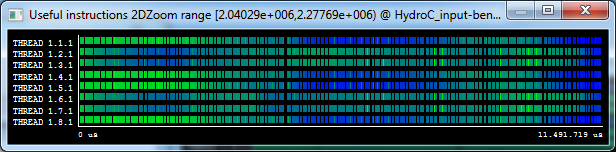 Useful instructions 2DZoom range [2.04029e+006,2.27769e+006) @ HydroC_input-ben...
THREAD 1.1.1
THREAD 1.2.1
THREAD 1.3.1
THREAD 1.4.1
THREAD 1.5.1
THREAD 1.6.1
THREAD 1.7.1
THREAD 1.8.1
0 us 11.491.719 us